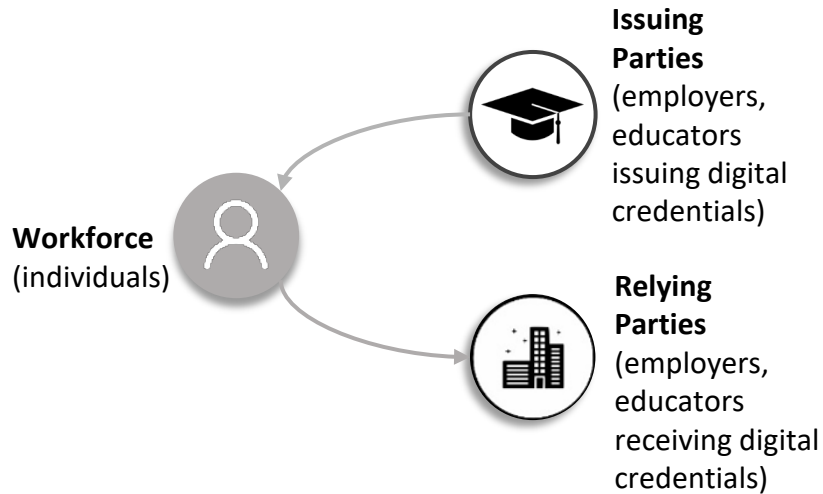 Issuing
Parties
(employers,
educators
issuing digital
credentials)
Workforce
(individuals)
Relying
Parties
(employers,
educators
receiving digital
credentials)